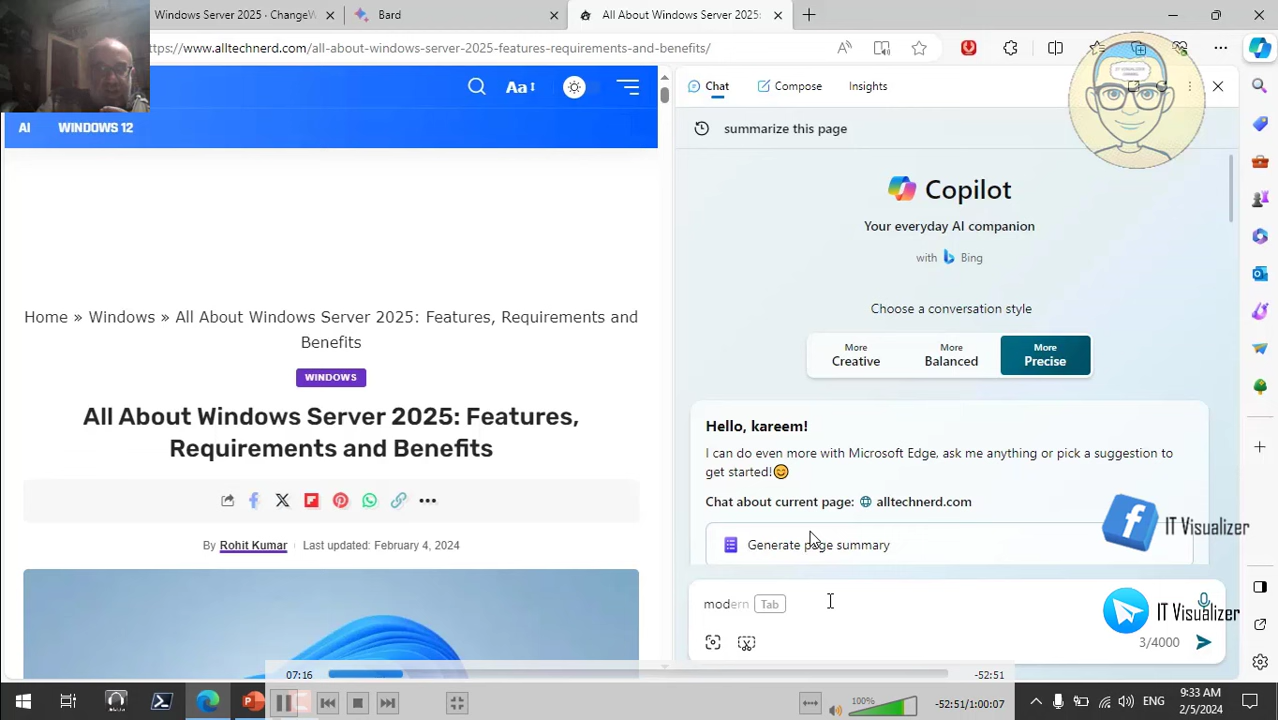 Windows Server 2025 · ChangeW
Bard
All About Windows Server 2025:
https://www.alltechnerd.com/all-about-windows-server-2025-features-requirements-and-benefits/
Aa
AI
WINDOWS 12
Home » Windows » All About Windows Server 2025: Features, Requirements and
Benefits
WINDOWS
All About Windows Server 2025: Features,
Requirements and Benefits
By Rohit Kumar
Last updated: February 4, 2024
Chat
Compose
Insights
summarize this page
Copilot
Your everyday AI companion
with Bing
Choose a conversation style
More
Creative
More
Balanced
More
Precise
Hello, kareem!
I can do even more with Microsoft Edge, ask me anything or pick a suggestion to
get started!😊
Chat about current page: alltechnerd.com
Generate page summary
IT Visualizer
modern Tab
IT Visualizer
3/4000
07:16
-52:51
100%
-52:51/1:00:07
ENG
9:33 AM
2/5/2024